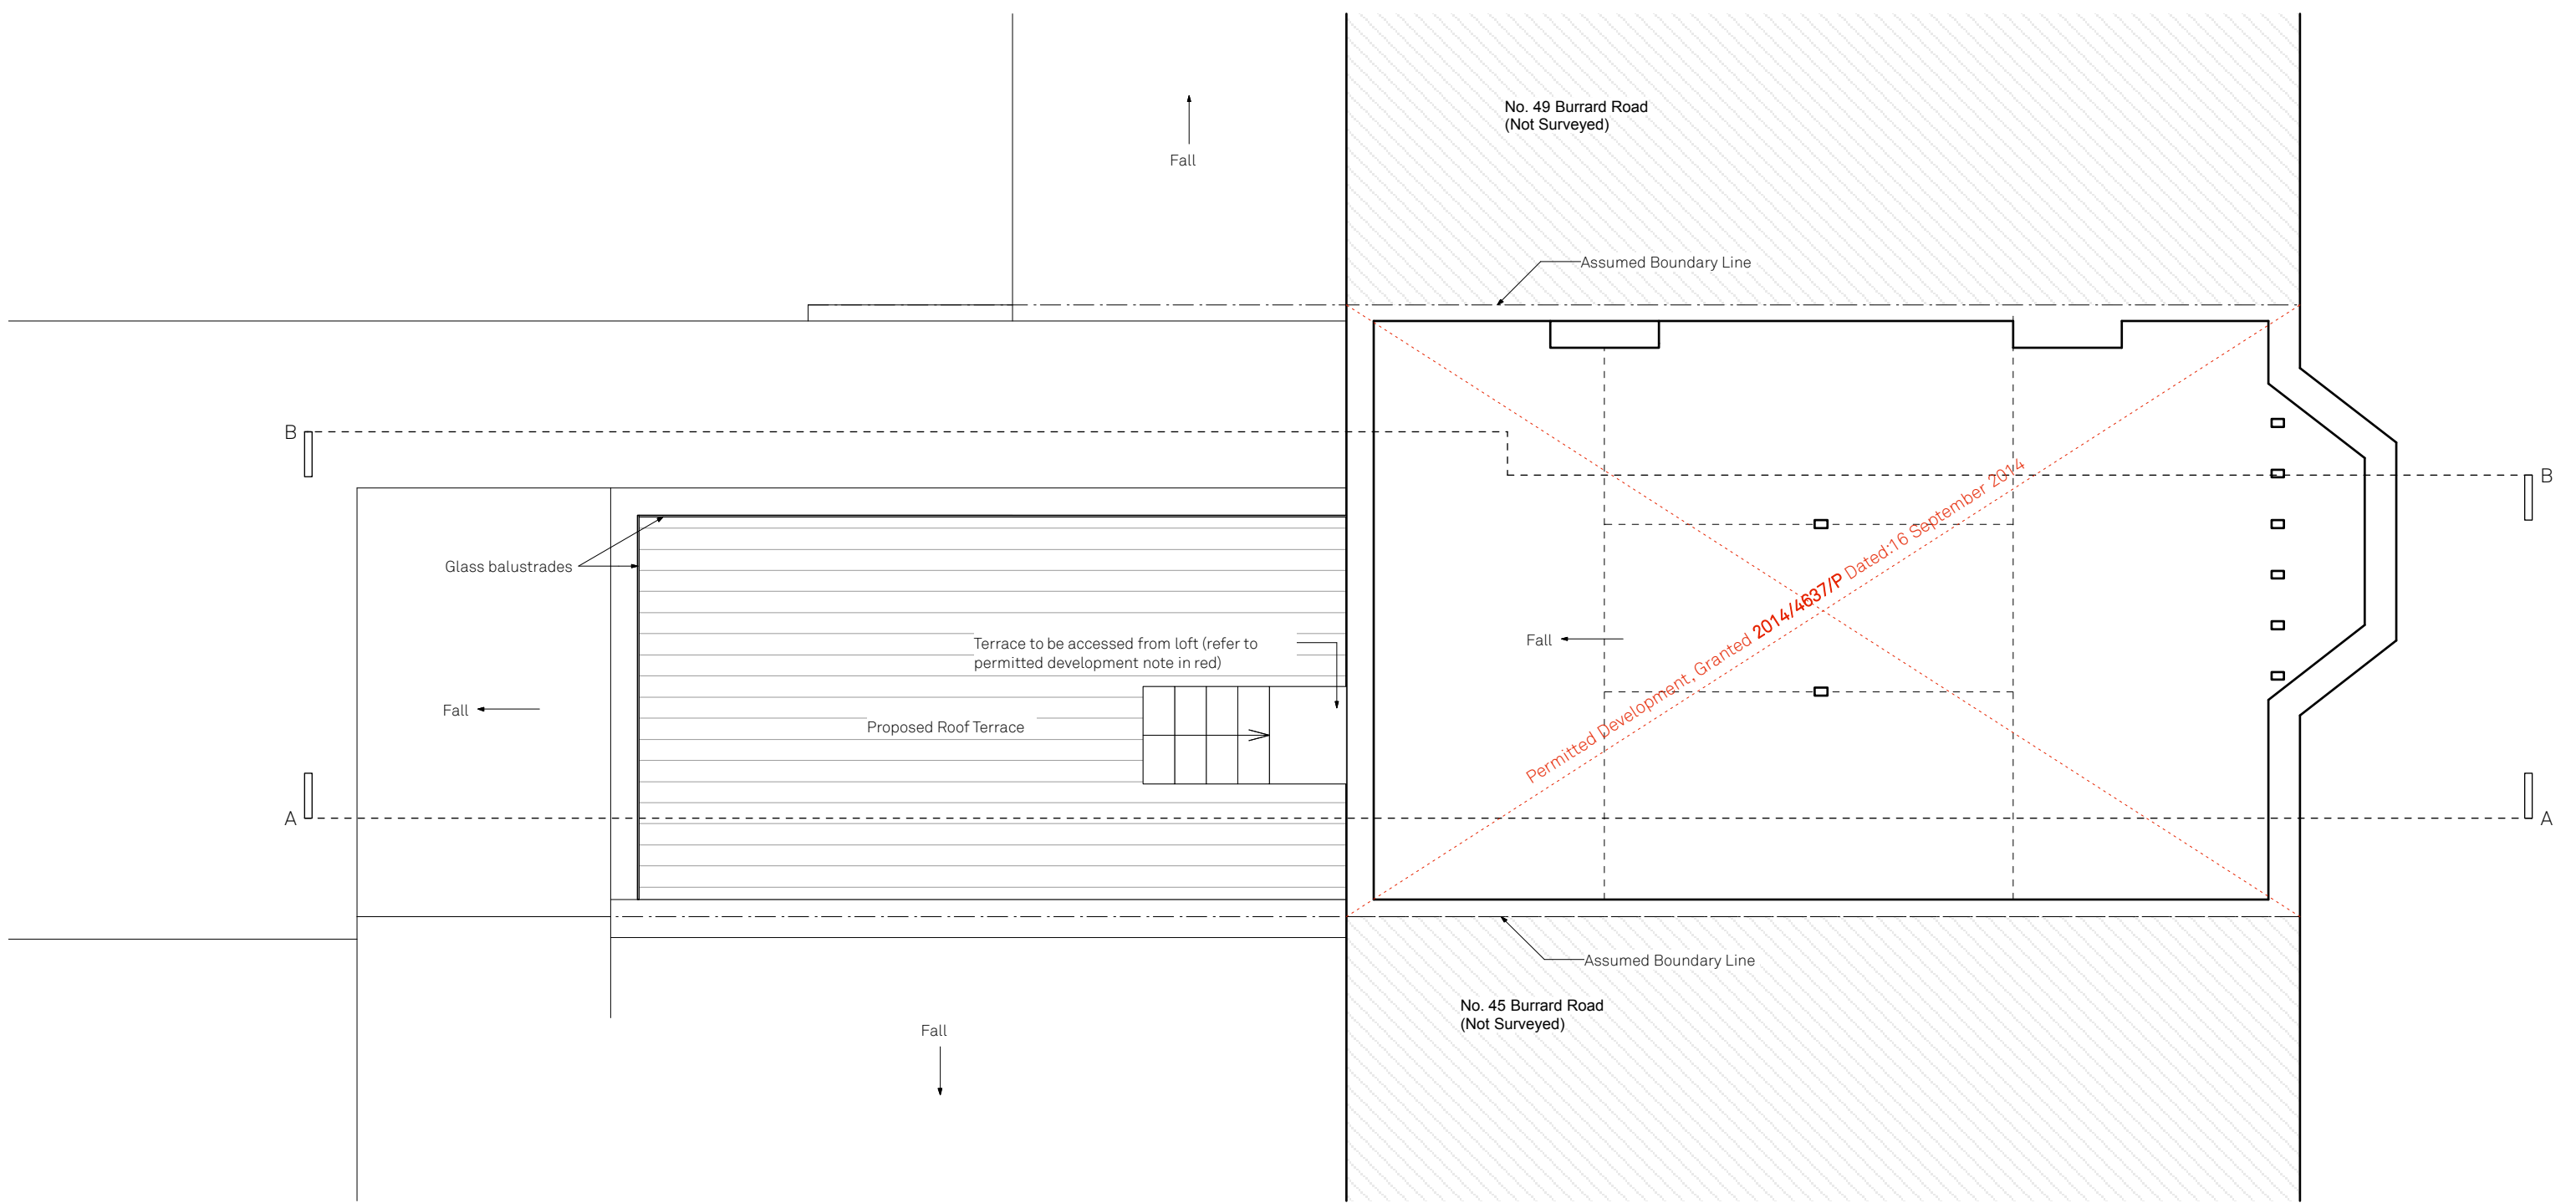 No. 49 Burrard Road
(Not Surveyed)
Fall
Assumed Boundary Line
B
B
Glass balustrades
Terrace to be accessed from loft (refer to
permitted development note in red)
Fall
Permitted Development, Granted 2014/4637/P Dated:16 September 2014
Fall
Proposed Roof Terrace
A
A
Assumed Boundary Line
No. 45 Burrard Road
(Not Surveyed)
Fall